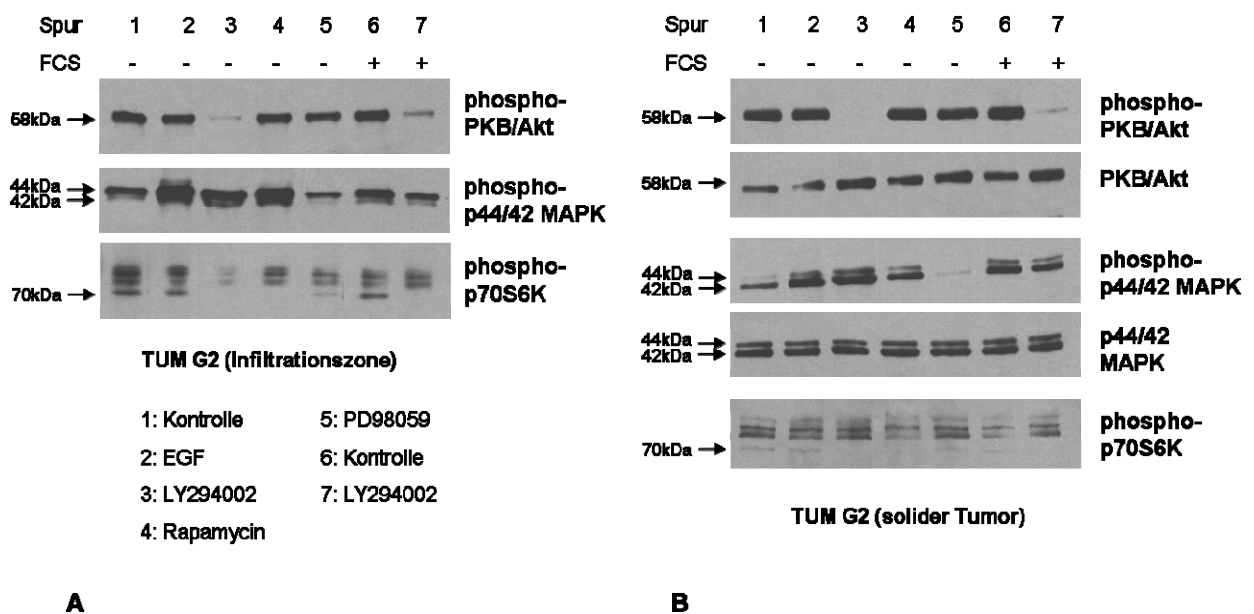 Spur 1 2 3 4 5 6 7
FCS - - - - - + +
58kDa
phospho-
PKB/Akt
44kDa
42kDa
phospho-
p44/42 MAPK
70kDa
phospho-
p70S6K
TUM G2 (Infiltrationszone)
1: Kontrolle 5: PD98059
2: EGF 6: Kontrolle
3: LY294002 7: LY294002
4: Rapamycin
A
Spur 1 2 3 4 5 6 7
FCS - - - - - + +
58kDa
phospho-
PKB/Akt
58kDa
PKB/Akt
44kDa
42kDa
phospho-
p44/42 MAPK
44kDa
42kDa
p44/42
MAPK
70kDa
phospho-
p70S6K
TUM G2 (solider Tumor)
B